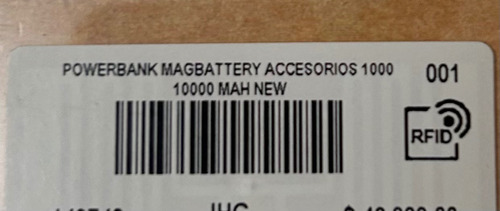 POWERBANK MAGBATTERY ACCESORIOS 1000
10000 MAH NEW
001
RFID